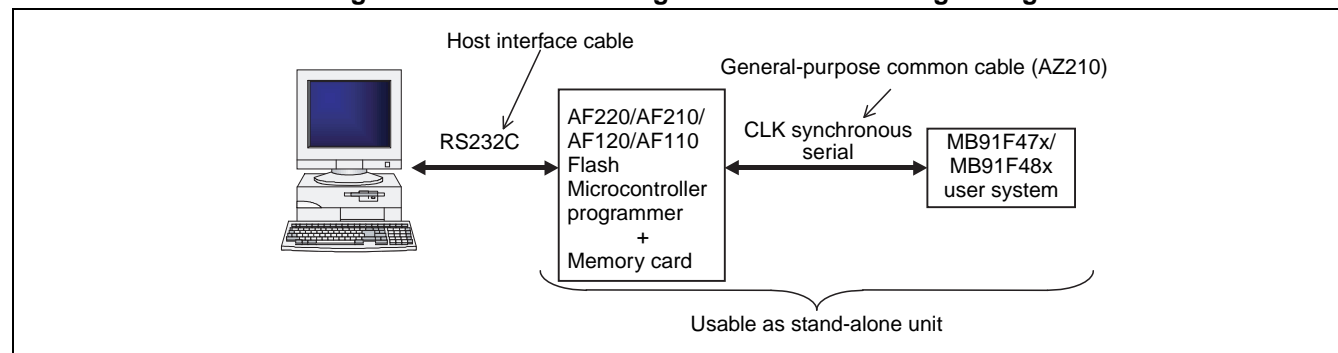 Host interface cable
General-purpose common cable (AZ210)
RS232C
AF220/AF210/
AF120/AF110
Flash
Microcontroller
programmer
+
Memory card
CLK synchronous
serial
MB91F47x/
MB91F48x
user system
Usable as stand-alone unit